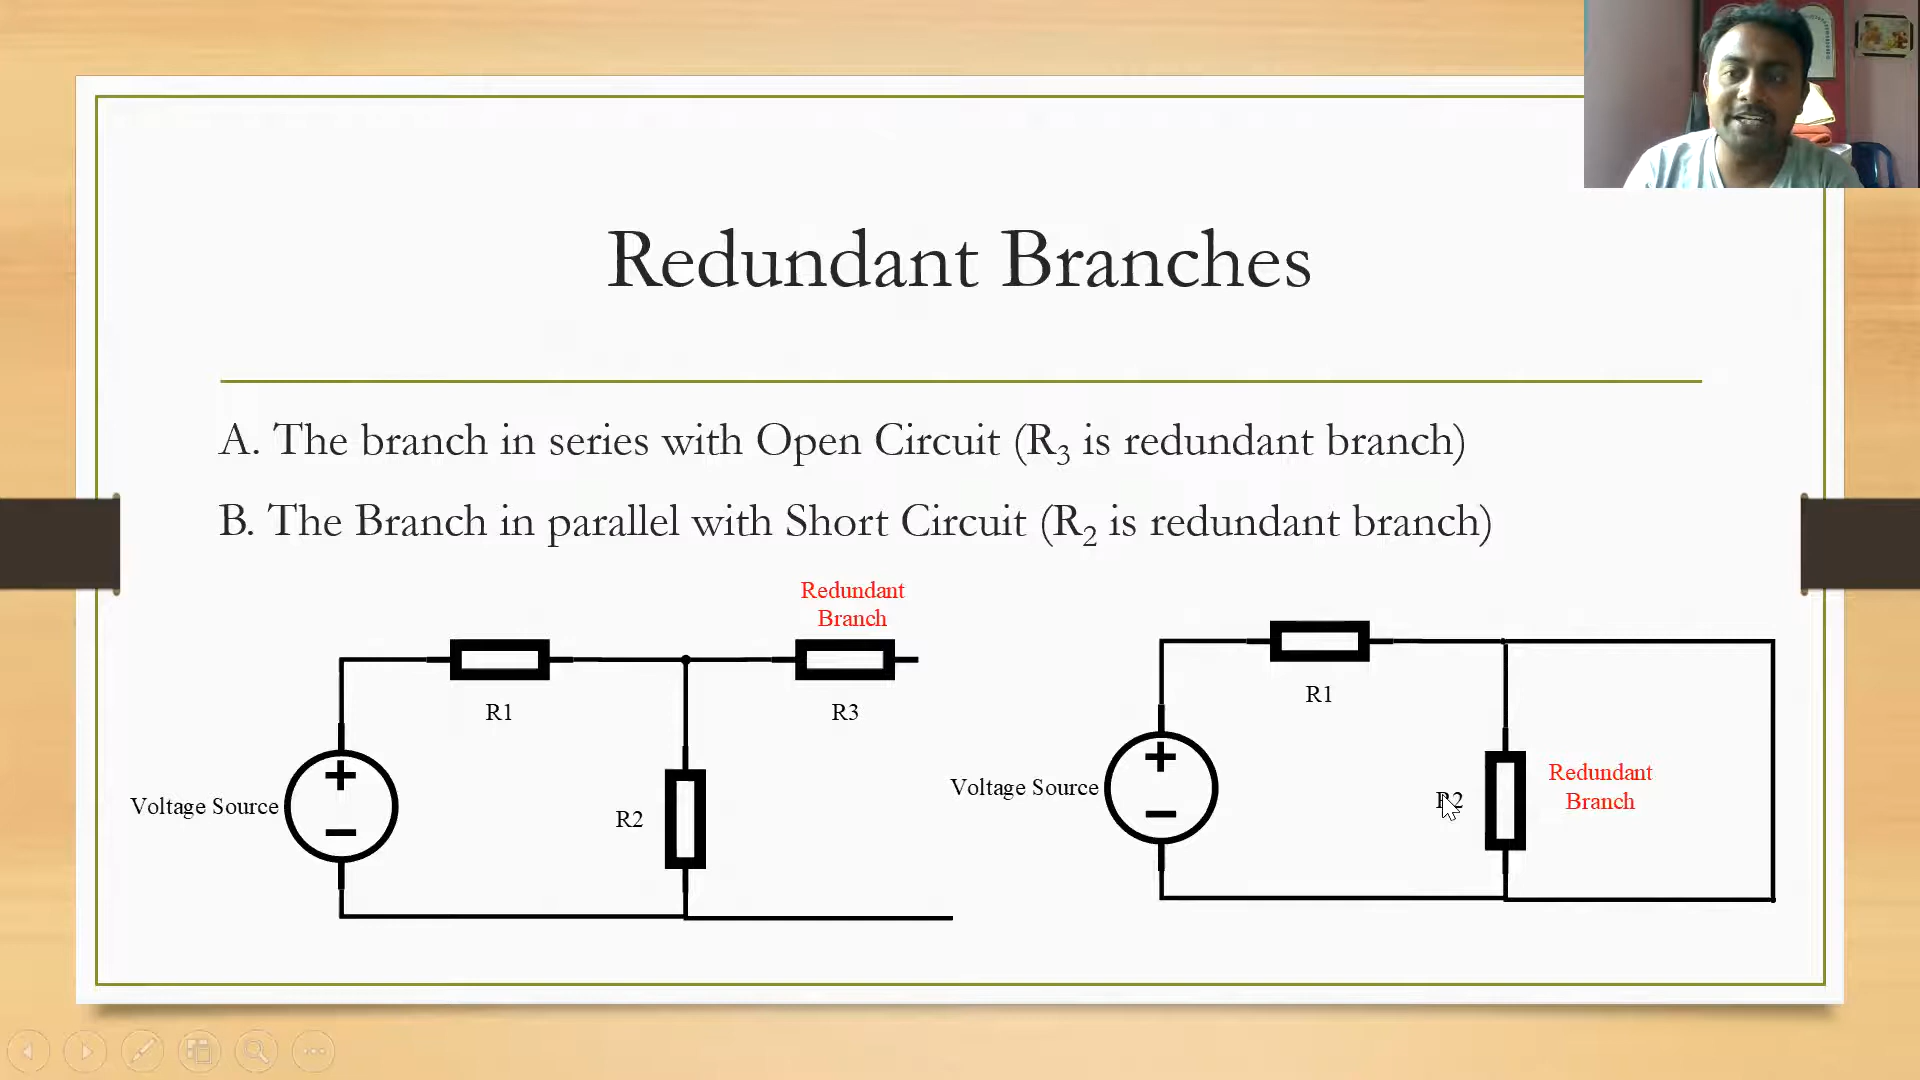 Redundant Branches
A. The branch in series with Open Circuit (R₃ is redundant branch)
B. The Branch in parallel with Short Circuit (R₂ is redundant branch)
Redundant
Branch
R1
R3
Voltage Source
R2
R1
Voltage Source
R2
Redundant
Branch